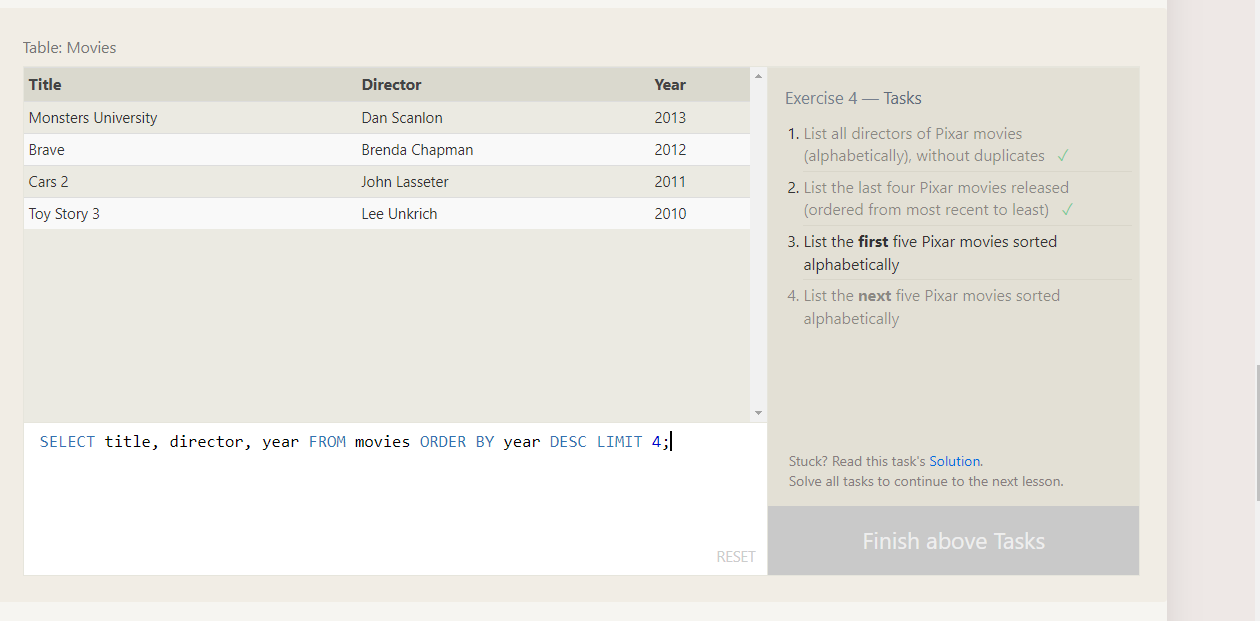 Table: Movies
Title Director Year
Monsters University Dan Scanlon 2013
Brave Brenda Chapman 2012
Cars 2 John Lasseter 2011
Toy Story 3 Lee Unkrich 2010
SELECT title, director, year FROM movies ORDER BY year DESC LIMIT 4;
RESET
Exercise 4 — Tasks
1. List all directors of Pixar movies
(alphabetically), without duplicates ✓
2. List the last four Pixar movies released
(ordered from most recent to least) ✓
3. List the first five Pixar movies sorted
alphabetically
4. List the next five Pixar movies sorted
alphabetically
Stuck? Read this task's Solution.
Solve all tasks to continue to the next lesson.
Finish above Tasks